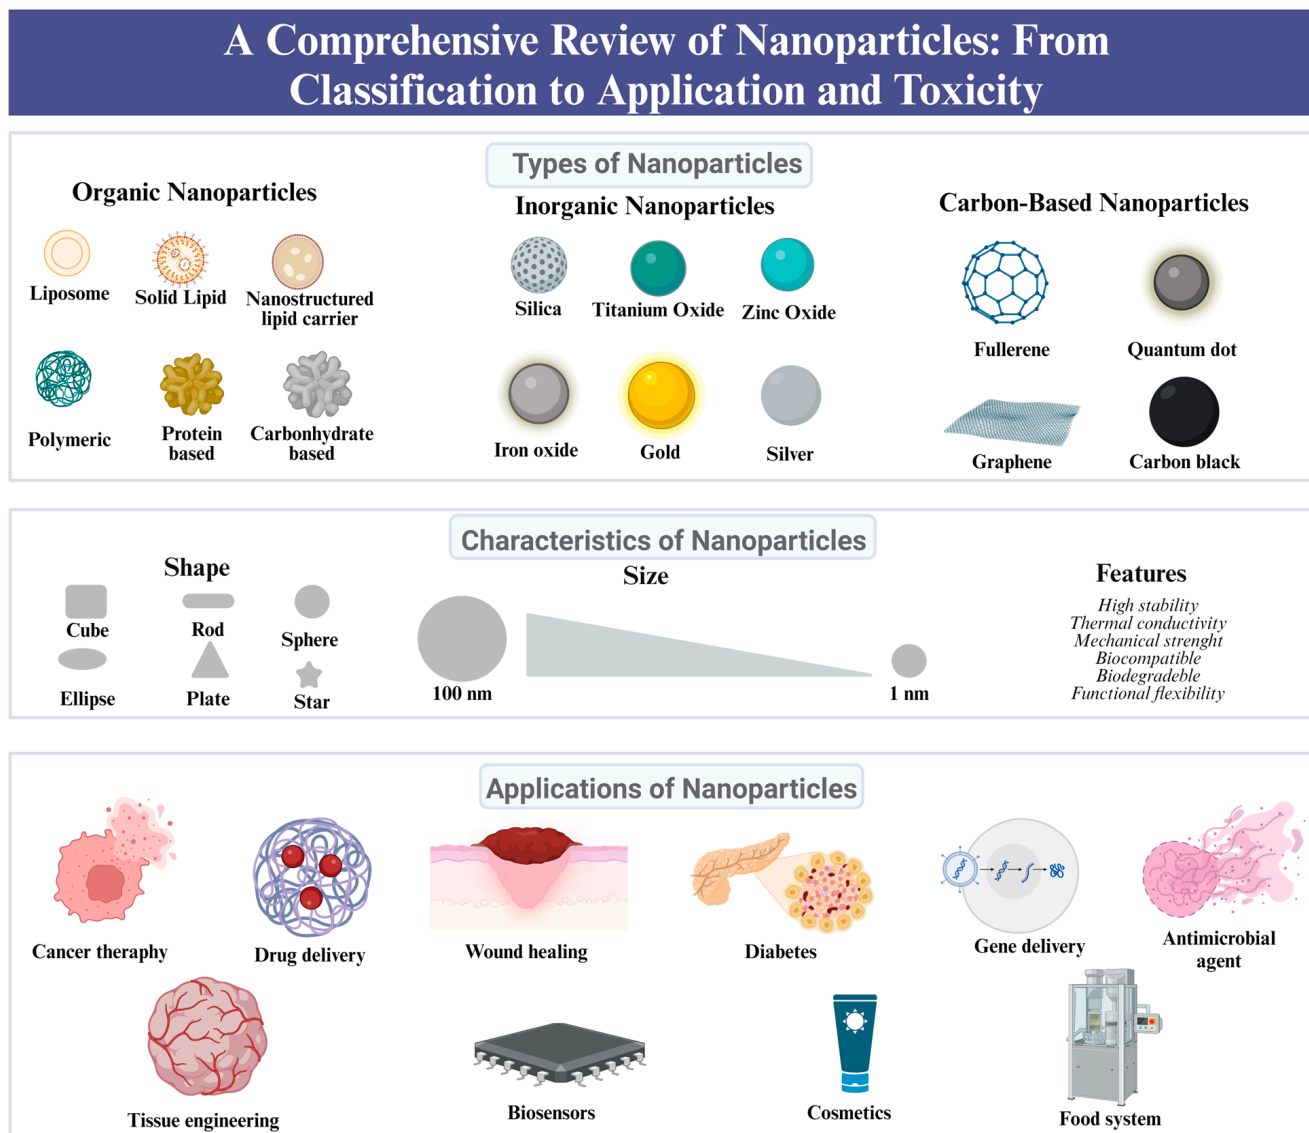 A Comprehensive Review of Nanoparticles: From
Classification to Application and Toxicity
Types of Nanoparticles
Organic Nanoparticles
Liposome
Solid Lipid
Nanostructured
lipid carrier
Polymeric
Protein
based
Carbonhydrate
based
Inorganic Nanoparticles
Silica
Titanium Oxide
Zinc Oxide
Iron oxide
Gold
Silver
Carbon-Based Nanoparticles
Fullerene
Quantum dot
Graphene
Carbon black
Characteristics of Nanoparticles
Shape
Cube
Rod
Sphere
Ellipse
Plate
Star
Size
100 nm
1 nm
Features
High stability
Thermal conductivity
Mechanical strenght
Biocompatible
Biodegradeble
Functional flexibility
Applications of Nanoparticles
Cancer theraphy
Drug delivery
Wound healing
Diabetes
Gene delivery
Antimicrobial
agent
Tissue engineering
Biosensors
Cosmetics
Food system